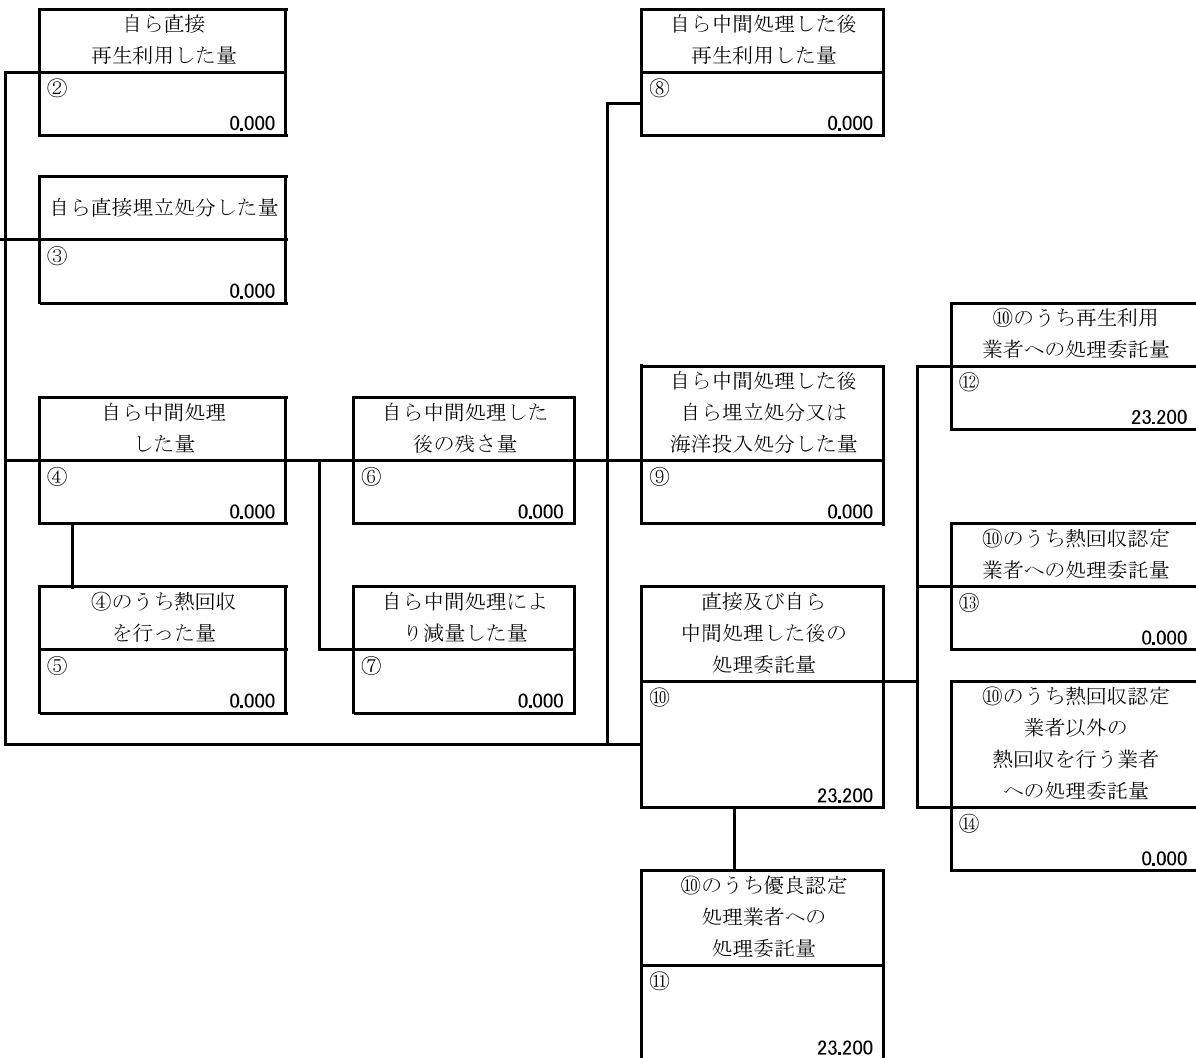 自ら直接
再生利用した量
②
0.000
自ら中間処理した後
再生利用した量
⑧
0.000
自ら直接埋立処分した量
③
0.000
⑩のうち再生利用
業者への処理委託量
⑫
23.200
自ら中間処理
した量
④
0.000
自ら中間処理した
後の残さ量
⑥
0.000
自ら中間処理した後
自ら埋立処分又は
海洋投入処分した量
⑨
0.000
⑩のうち熱回収認定
業者への処理委託量
⑬
0.000
④のうち熱回収
を行った量
⑤
0.000
自ら中間処理によ
り減量した量
⑦
0.000
直接及び自ら
中間処理した後の
処理委託量
⑩
23.200
⑩のうち熱回収認定
業者以外の
熱回収を行う業者
への処理委託量
⑭
0.000
⑩のうち優良認定
処理業者への
処理委託量
⑪
23.200